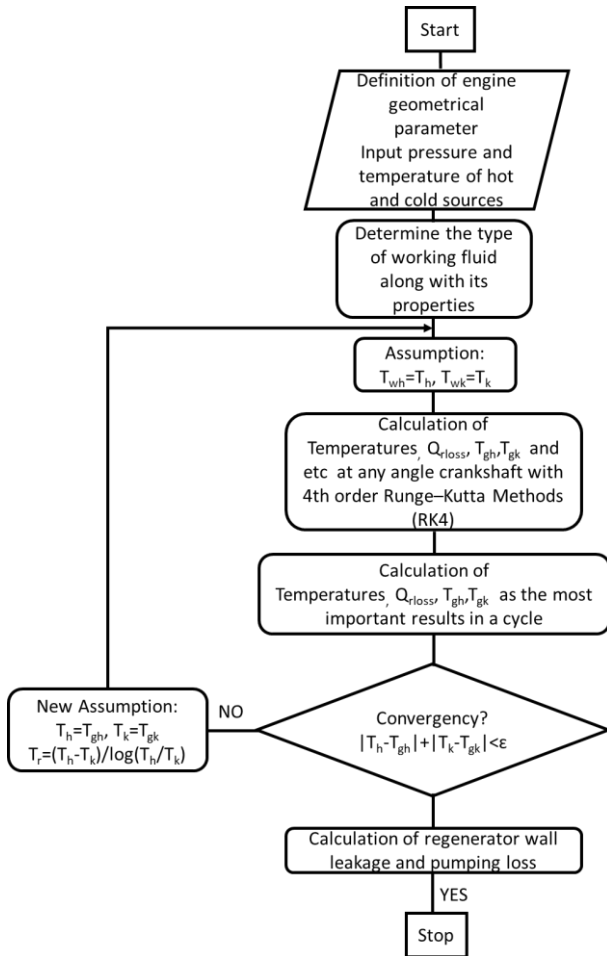 Start
Definition of engine
geometrical
parameter
Input pressure and
temperature of hot
and cold sources
Determine the type
of working fluid
along with its
properties
Assumption:
T_wh=T_h, T_wk=T_k
Calculation of
Temperatures, Q_rloss, T_gh,T_gk and
etc at any angle crankshaft with
4th order Runge–Kutta Methods
(RK4)
Calculation of
Temperatures, Q_rloss, T_gh,T_gk as the most
important results in a cycle
New Assumption:
T_h=T_gh, T_k=T_gk
T_r=(T_h-T_k)/log(T_h/T_k)
NO
Convergency?
|T_h-T_gh|+|T_k-T_gk|<ε
Calculation of regenerator wall
leakage and pumping loss
YES
Stop